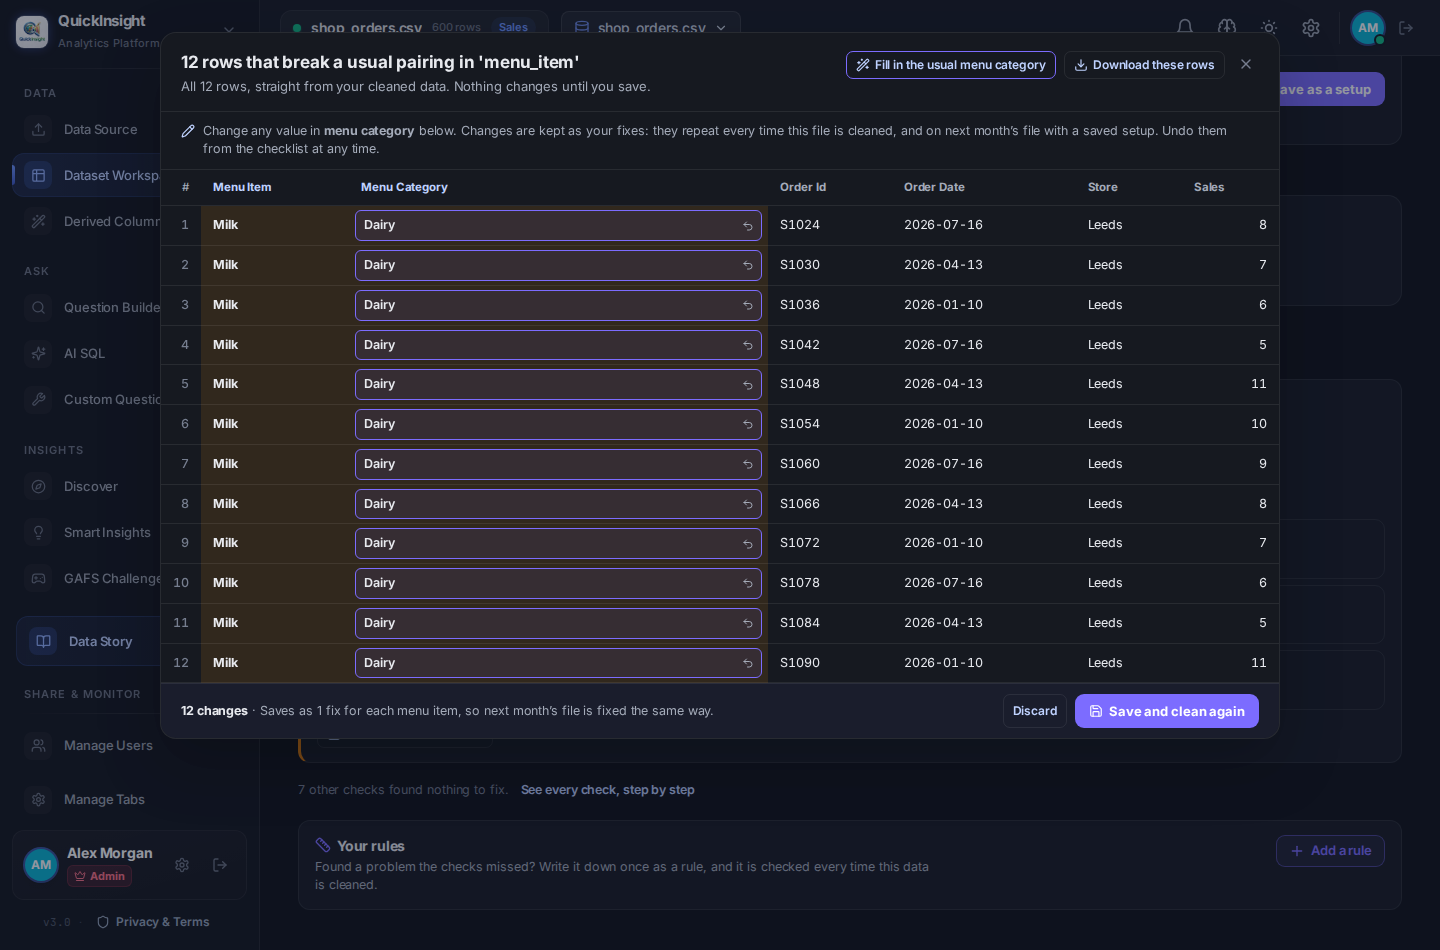 QuickInsight
Analytics Platform
shop_orders.csv 600 rows Sales
shop_orders.csv
AM
DATA
Data Source
Dataset Workspa
Derived Column
ASK
Question Builde
AI SQL
Custom Questio
INSIGHTS
Discover
Smart Insights
GAFS Challenge
Data Story
SHARE & MONITOR
Manage Users
Manage Tabs
AM
Alex Morgan
Admin
v3.0 · Privacy & Terms
ave as a setup
12 rows that break a usual pairing in 'menu_item'
All 12 rows, straight from your cleaned data. Nothing changes until you save.
Fill in the usual menu category
Download these rows
Change any value in menu category below. Changes are kept as your fixes: they repeat every time this file is cleaned, and on next month's file with a saved setup. Undo them
from the checklist at any time.
# Menu Item Menu Category Order Id Order Date Store Sales
1 Milk Dairy S1024 2026-07-16 Leeds 8
2 Milk Dairy S1030 2026-04-13 Leeds 7
3 Milk Dairy S1036 2026-01-10 Leeds 6
4 Milk Dairy S1042 2026-07-16 Leeds 5
5 Milk Dairy S1048 2026-04-13 Leeds 11
6 Milk Dairy S1054 2026-01-10 Leeds 10
7 Milk Dairy S1060 2026-07-16 Leeds 9
8 Milk Dairy S1066 2026-04-13 Leeds 8
9 Milk Dairy S1072 2026-01-10 Leeds 7
10 Milk Dairy S1078 2026-07-16 Leeds 6
11 Milk Dairy S1084 2026-04-13 Leeds 5
12 Milk Dairy S1090 2026-01-10 Leeds 11
12 changes · Saves as 1 fix for each menu item, so next month's file is fixed the same way.
Discard
Save and clean again
7 other checks found nothing to fix. See every check, step by step
Your rules
Found a problem the checks missed? Write it down once as a rule, and it is checked every time this data
is cleaned.
Add a rule